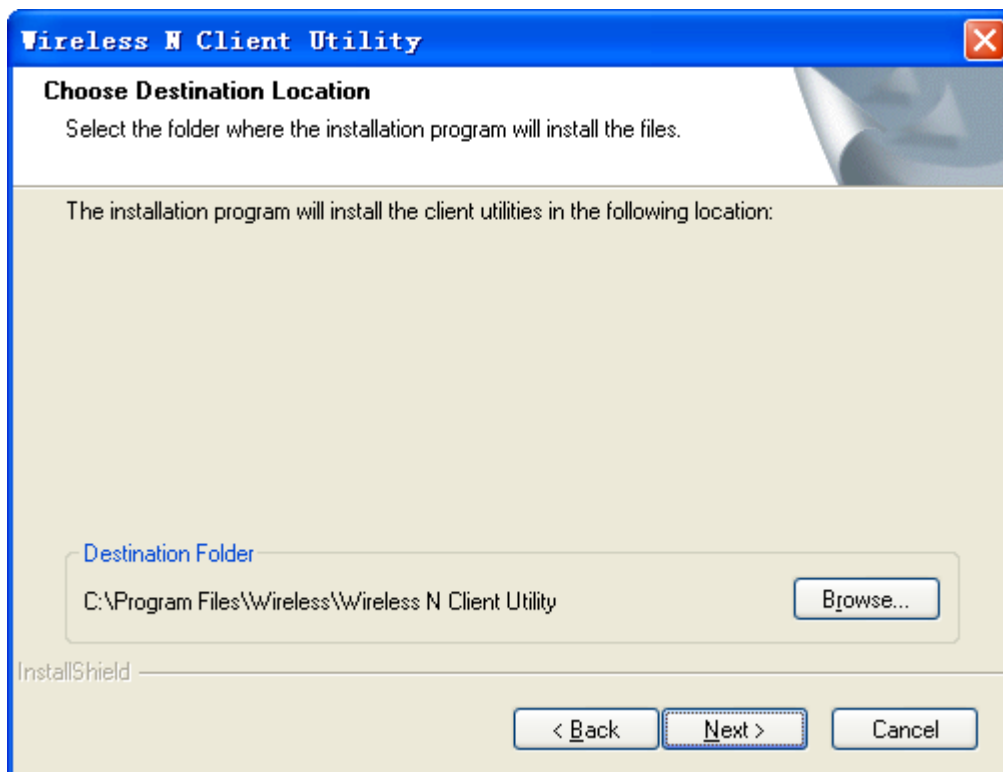 Wireless N Client Utility
Choose Destination Location
Select the folder where the installation program will install the files.
The installation program will install the client utilities in the following location:
Destination Folder
C:\Program Files\Wireless\Wireless N Client Utility
Browse...
InstallShield
< Back
Next >
Cancel